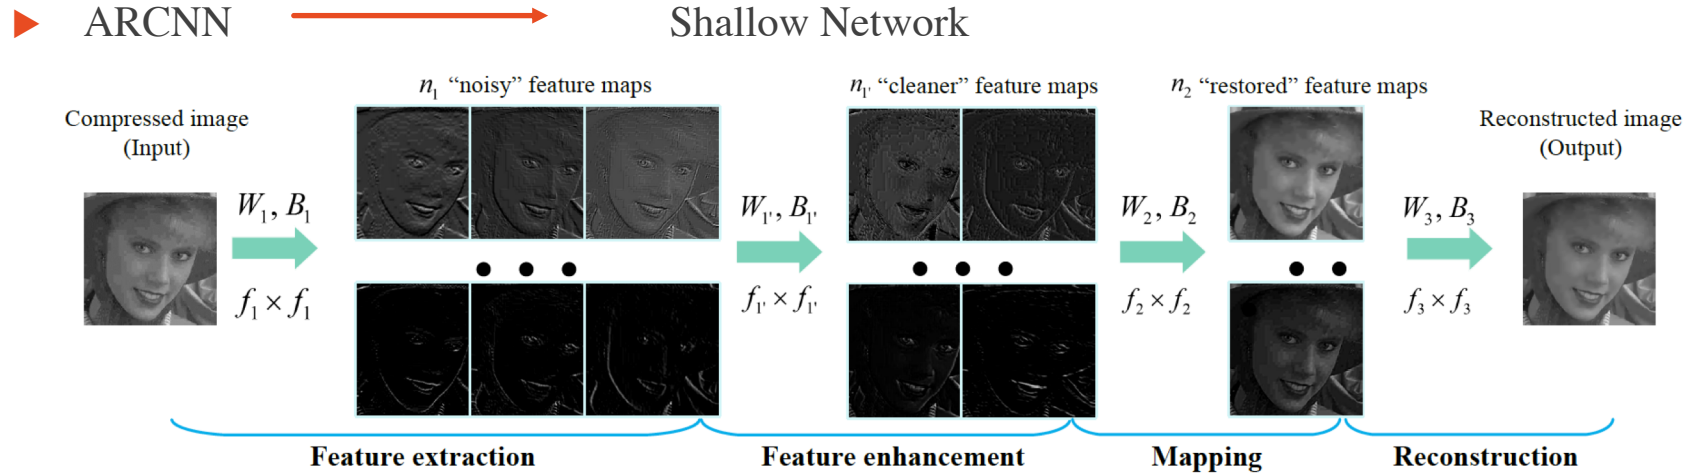 ARCNN Shallow Network
n₁ “noisy” feature maps
n₁' “cleaner” feature maps
n₂ “restored” feature maps
Compressed image
(Input)
Reconstructed image
(Output)
W₁, B₁
W₁', B₁'
W₂, B₂
W₃, B₃
f₁ × f₁
f₁' × f₁'
f₂ × f₂
f₃ × f₃
Feature extraction
Feature enhancement
Mapping
Reconstruction